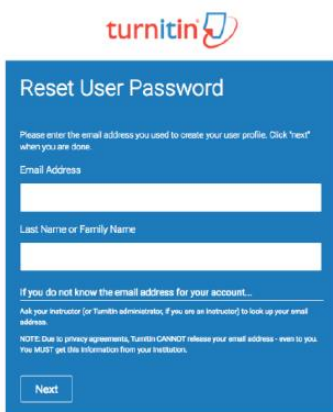 turnitin
Reset User Password
Please enter the email address you used to create your user profile. Click "next"
when you are done.
Email Address
Last Name or Family Name
If you do not know the email address for your account...
Ask your instructor (or Turnitin administrator, if you are an instructor) to look up your email
address.
NOTE: Due to privacy agreements, Turnitin CANNOT release your email address - even to you.
You MUST get this information from your institution.
Next